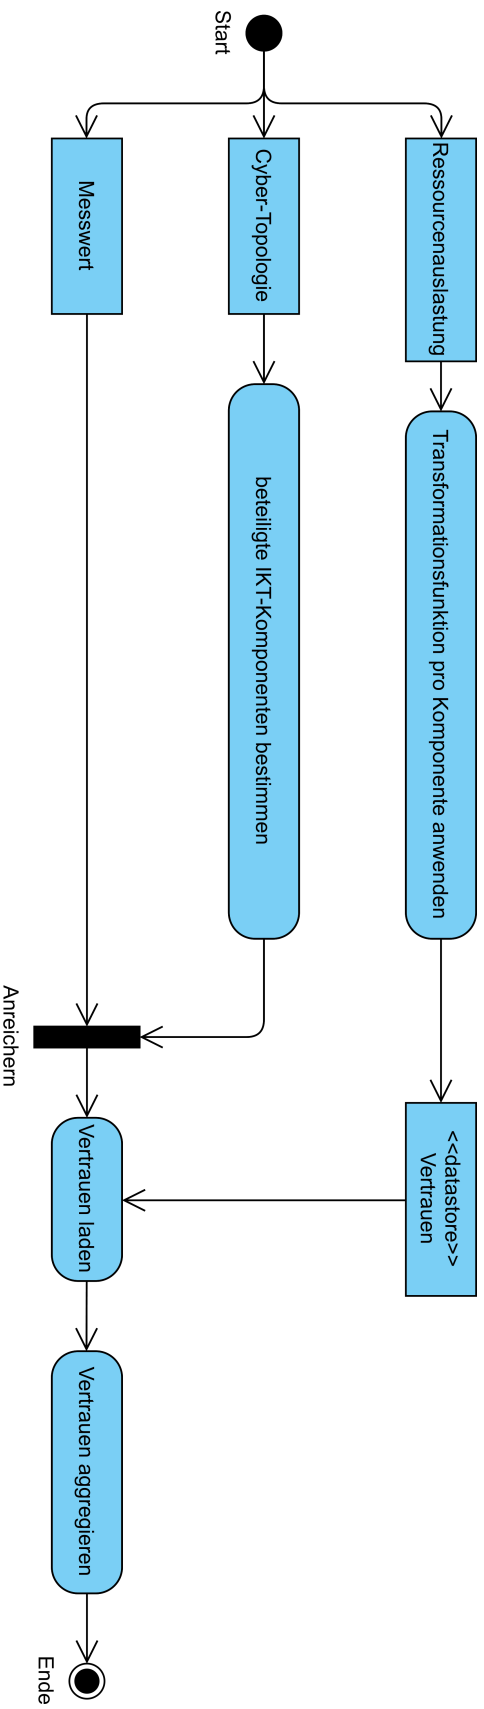 Start
Ressourcenauslastung
Transformationsfunktion pro Komponente anwenden
<<datastore>>
Vertrauen
Cyber-Topologie
beteiligte IKT-Komponenten bestimmen
Messwert
Anreichern
Vertrauen laden
Vertrauen aggregieren
Ende